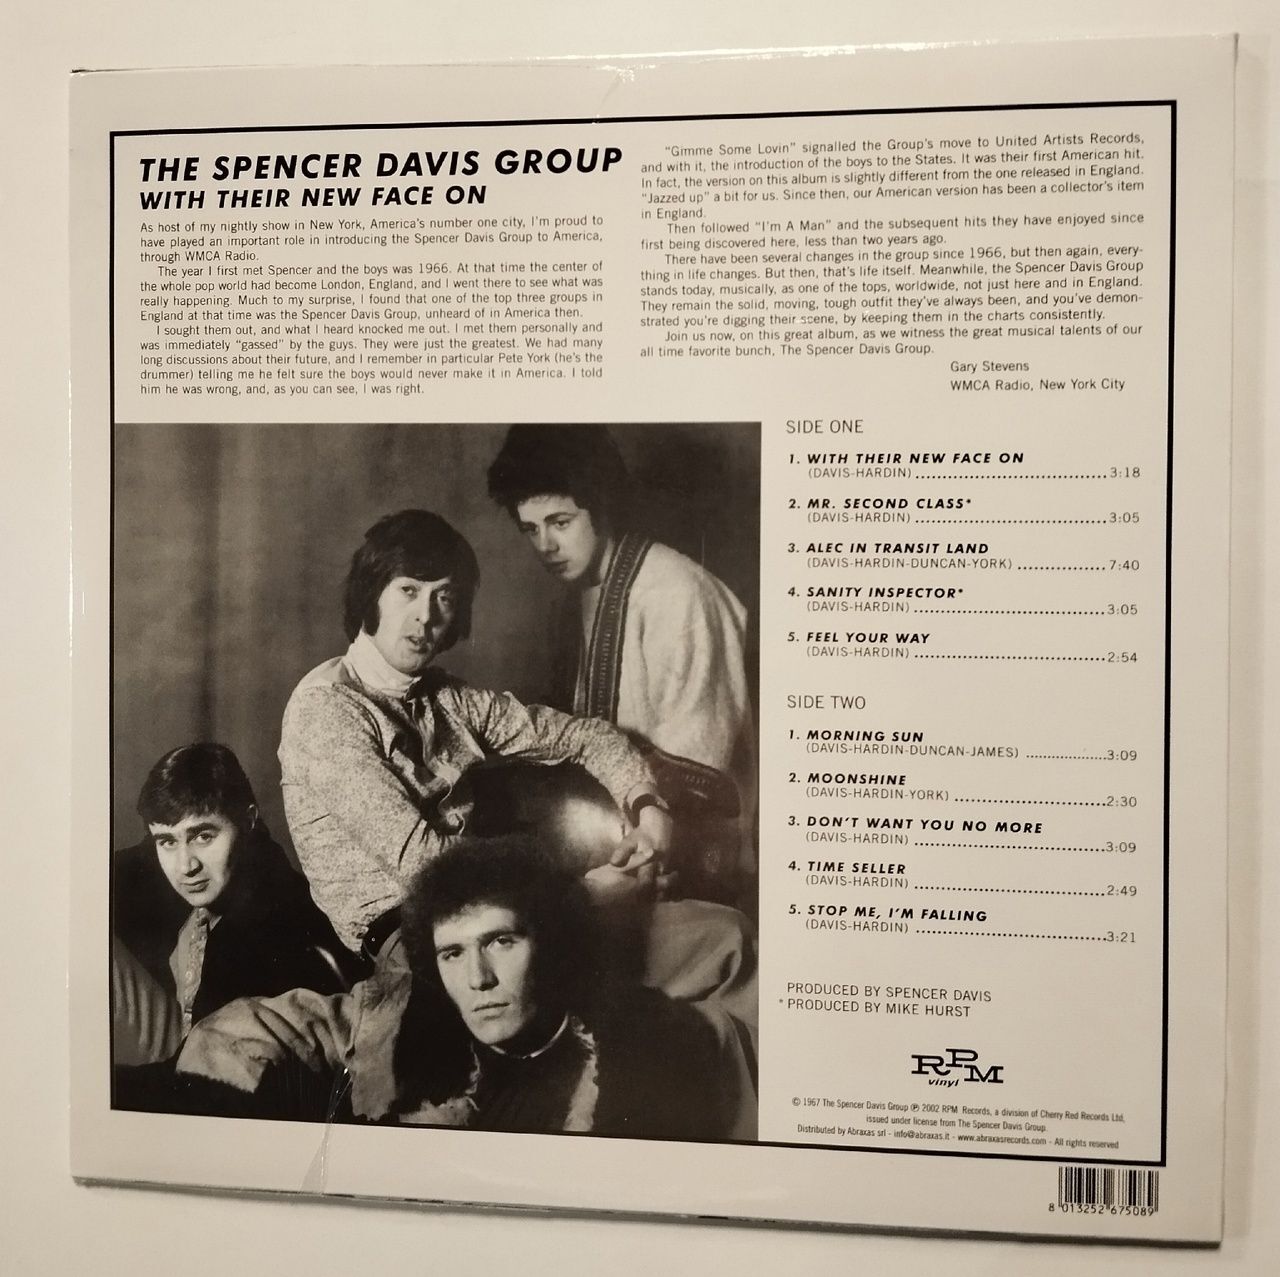 THE SPENCER DAVIS GROUP
WITH THEIR NEW FACE ON
As host of my nightly show in New York, America's number one city, I'm proud to
have played an important role in introducing the Spencer Davis Group to America,
through WMCA Radio.
The year I first met Spencer and the boys was 1966. At that time the center of
the whole pop world had become London, England, and I went there to see what was
really happening. Much to my surprise, I found that one of the top three groups in
England at that time was the Spencer Davis Group, unheard of in America then.
I sought them out, and what I heard knocked me out. I met them personally and
was immediately "gassed" by the guys. They were just the greatest. We had many
long discussions about their future, and I remember in particular Pete York (he's the
drummer) telling me he felt sure the boys would never make it in America. I told
him he was wrong, and, as you can see, I was right.
"Gimme Some Lovin" signalled the Group's move to United Artists Records,
and with it, the introduction of the boys to the States. It was their first American hit.
In fact, the version on this album is slightly different from the one released in England.
"Jazzed up" a bit for us. Since then, our American version has been a collector's item
in England.
Then followed "I'm A Man" and the subsequent hits they have enjoyed since
first being discovered here, less than two years ago.
There have been several changes in the group since 1966, but then again, every-
thing in life changes. But then, that's life itself. Meanwhile, the Spencer Davis Group
stands today, musically, as one of the tops, worldwide, not just here and in England.
They remain the solid, moving, tough outfit they've always been, and you've demon-
strated you're digging their scene, by keeping them in the charts consistently.
Join us now, on this great album, as we witness the great musical talents of our
all time favorite bunch, The Spencer Davis Group.
Gary Stevens
WMCA Radio, New York City
SIDE ONE
1. WITH THEIR NEW FACE ON
(DAVIS-HARDIN) ................................. 3:18
2. MR. SECOND CLASS*
(DAVIS-HARDIN) ................................. 3:05
3. ALEC IN TRANSIT LAND
(DAVIS-HARDIN-DUNCAN-YORK) ............... 7:40
4. SANITY INSPECTOR*
(DAVIS-HARDIN) ................................. 3:05
5. FEEL YOUR WAY
(DAVIS-HARDIN) ................................. 2:54
SIDE TWO
1. MORNING SUN
(DAVIS-HARDIN-DUNCAN-JAMES) .................. 3:09
2. MOONSHINE
(DAVIS-HARDIN-YORK) .......................... 2:30
3. DON'T WANT YOU NO MORE
(DAVIS-HARDIN) ................................. 3:09
4. TIME SELLER
(DAVIS-HARDIN) ................................. 2:49
5. STOP ME, I'M FALLING
(DAVIS-HARDIN) ................................. 3:21
PRODUCED BY SPENCER DAVIS
* PRODUCED BY MIKE HURST
RPM
vinyl
© 1967 The Spencer Davis Group ℗ 2002 RPM Records, a division of Cherry Red Records Ltd,
issued under license from The Spencer Davis Group.
Distributed by Abraxas srl - info@abraxas.it - www.abraxasrecords.com - All rights reserved
8 013252 675089